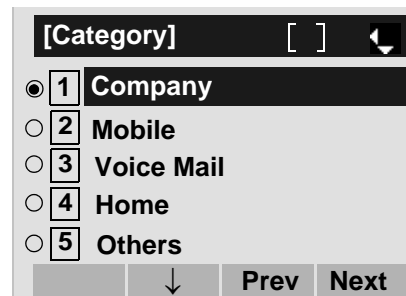 [Category] [ ]
1 Company
2 Mobile
3 Voice Mail
4 Home
5 Others
↓ Prev Next